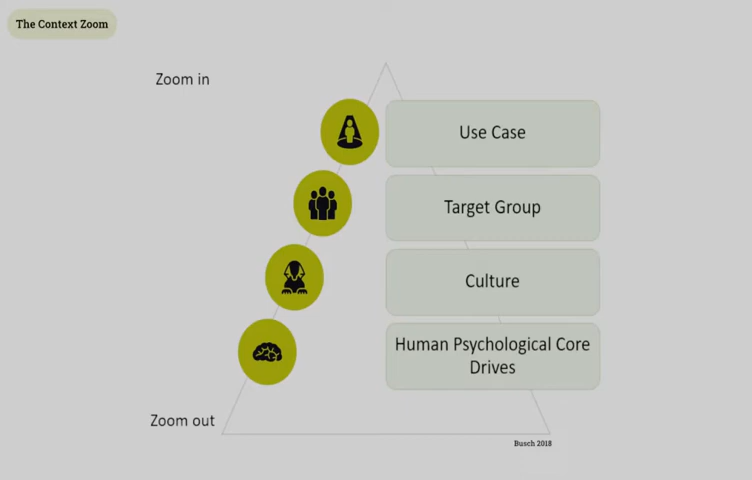 The Context Zoom
Zoom in
Use Case
Target Group
Culture
Human Psychological Core
Drives
Zoom out
Busch 2018